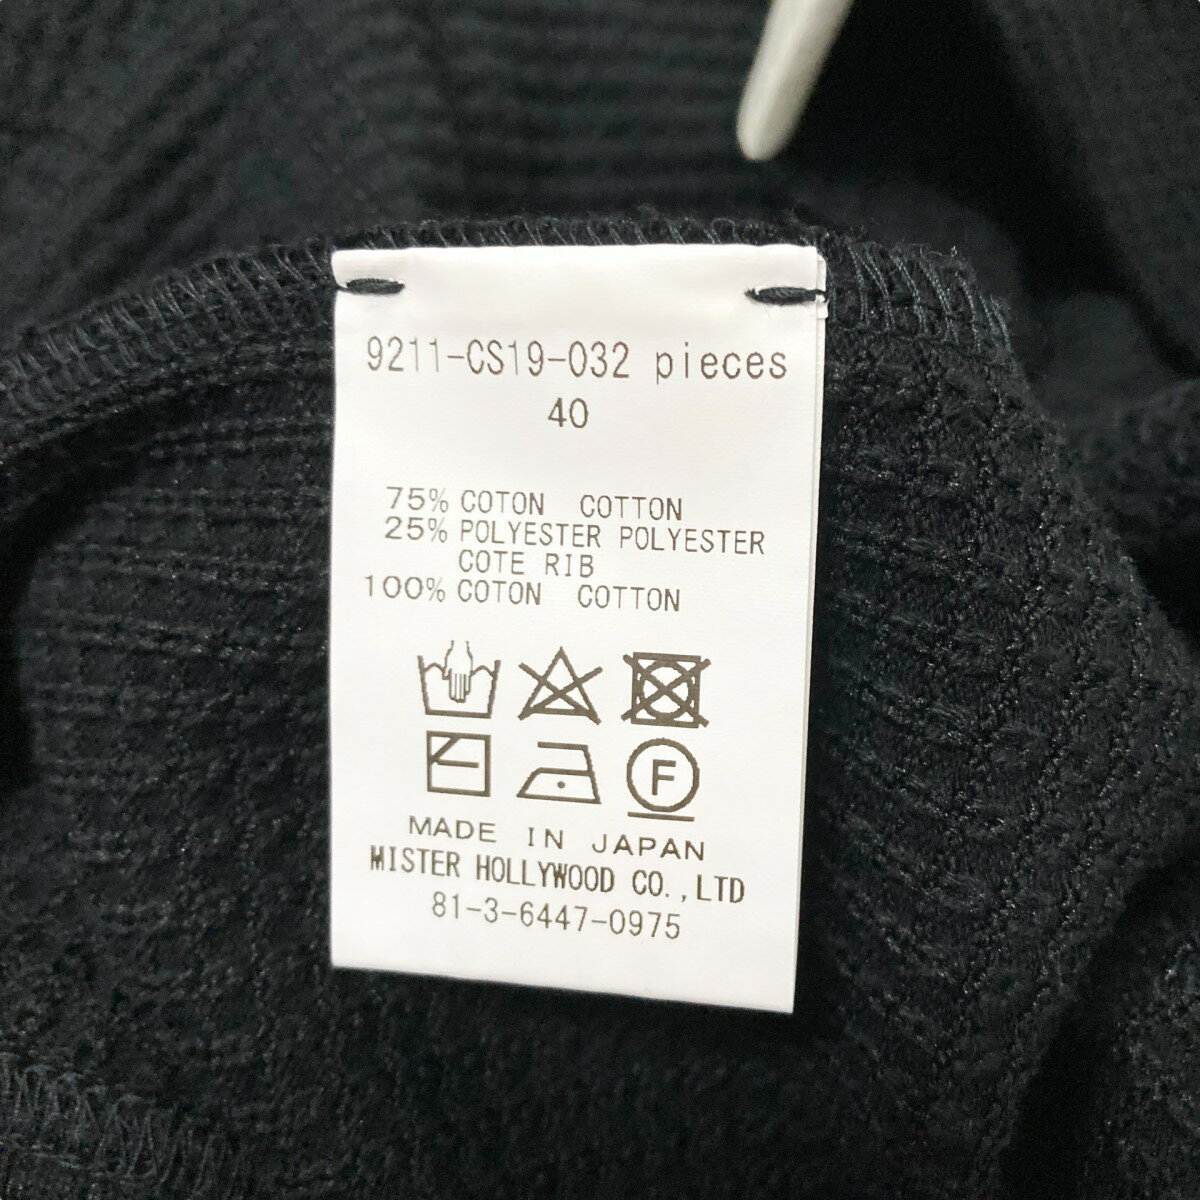 9211-CS19-032 pieces
40
75% COTON COTTON
25% POLYESTER POLYESTER
COTE RIB
100% COTON COTTON
F
MADE IN JAPAN
MISTER HOLLYWOOD CO.,LTD
81-3-6447-0975